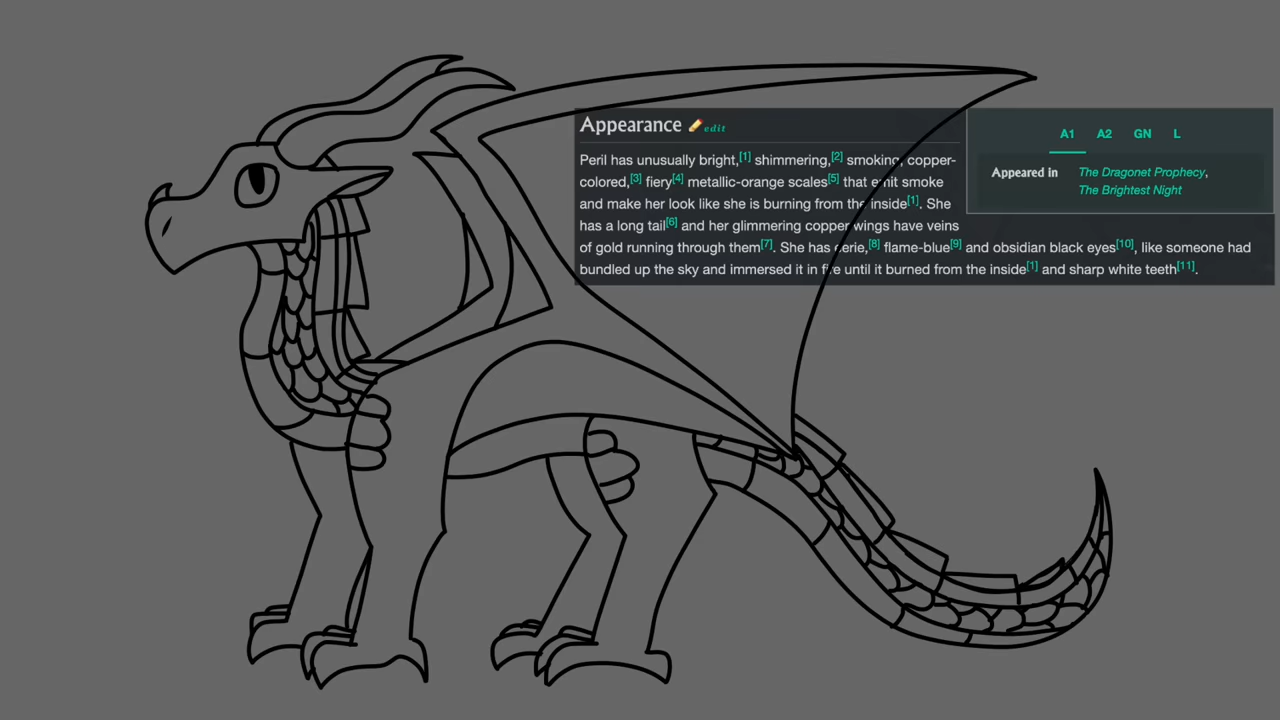 Appearance edit
A1 A2 GN L
Peril has unusually bright,[1] shimmering,[2] smoking, copper-
colored,[3] fiery[4] metallic-orange scales[5] that emit smoke
and make her look like she is burning from the inside[1]. She
has a long tail[6] and her glimmering copper wings have veins
of gold running through them[7]. She has eerie,[8] flame-blue[9] and obsidian black eyes[10], like someone had
bundled up the sky and immersed it in fire until it burned from the inside[1] and sharp white teeth[11].
Appeared in The Dragonet Prophecy,
The Brightest Night